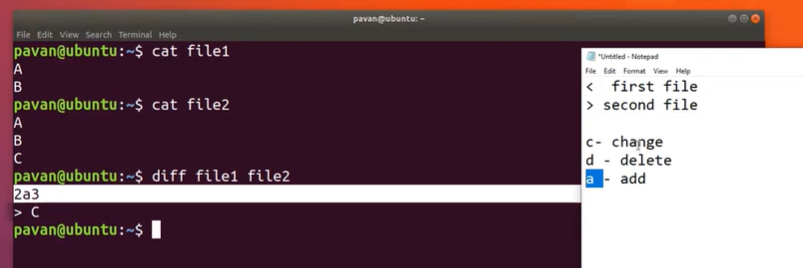 pavan@ubuntu: ~
File Edit View Search Terminal Help
pavan@ubuntu:~$ cat file1
A
B
pavan@ubuntu:~$ cat file2
A
B
C
pavan@ubuntu:~$ diff file1 file2
2a3
> C
pavan@ubuntu:~$
*Untitled - Notepad
File Edit Format View Help
< first file
> second file
c- change
d - delete
a - add